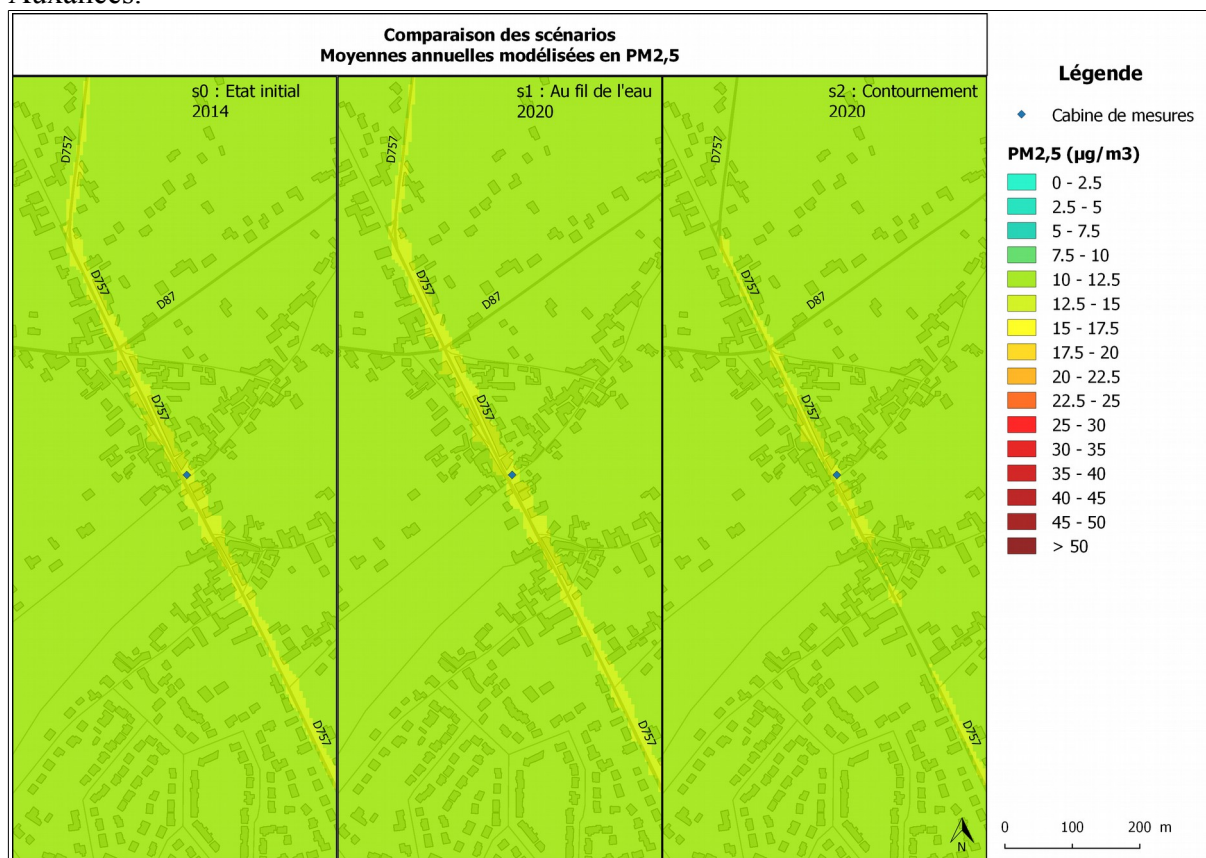 Auxances.
Comparaison des scénarios
Moyennes annuelles modélisées en PM2,5
s0 : Etat initial
2014
D757
D757
D87
D757
D757
s1 : Au fil de l'eau
2020
D757
D757
D87
D757
D757
s2 : Contournement
2020
D757
D757
D87
D757
D757
N
Légende
Cabine de mesures
PM2,5 (µg/m3)
0 - 2.5
2.5 - 5
5 - 7.5
7.5 - 10
10 - 12.5
12.5 - 15
15 - 17.5
17.5 - 20
20 - 22.5
22.5 - 25
25 - 30
30 - 35
35 - 40
40 - 45
45 - 50
> 50
0 100 200 m